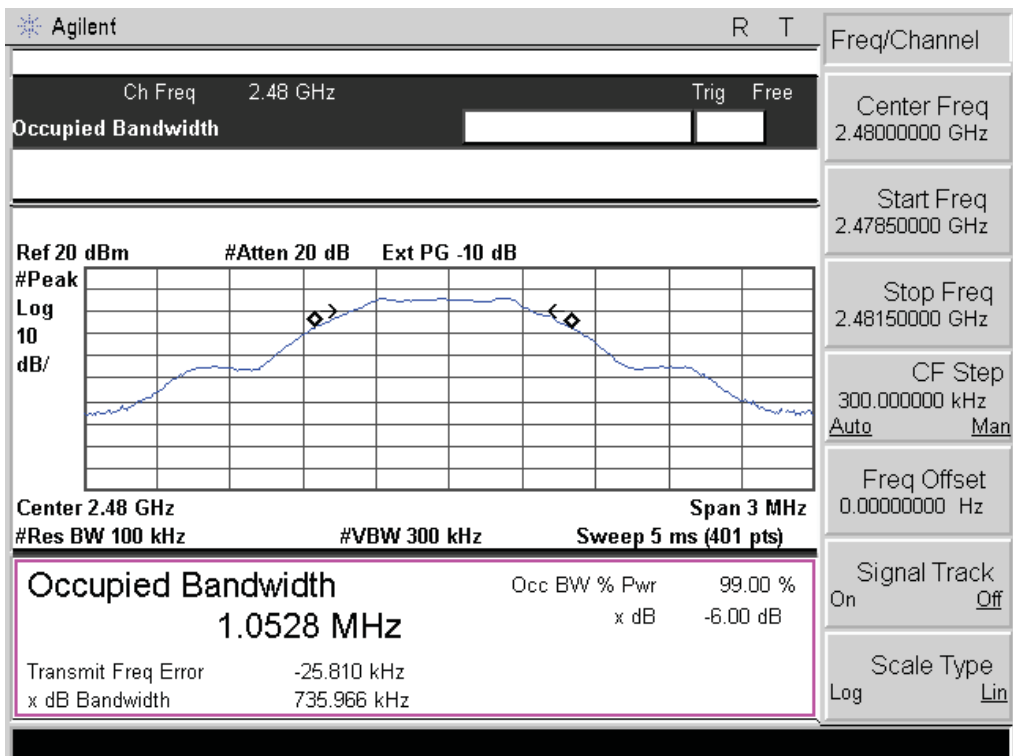 Agilent R T
Freq/Channel
Ch Freq 2.48 GHz Trig Free
Occupied Bandwidth
Center Freq
2.48000000 GHz
Start Freq
2.47850000 GHz
Stop Freq
2.48150000 GHz
CF Step
300.000000 kHz
Auto Man
Freq Offset
0.00000000 Hz
Signal Track
On Off
Scale Type
Log Lin
Ref 20 dBm #Atten 20 dB Ext PG -10 dB
#Peak
Log
10
dB/
Center 2.48 GHz Span 3 MHz
#Res BW 100 kHz #VBW 300 kHz Sweep 5 ms (401 pts)
Occupied Bandwidth Occ BW % Pwr 99.00 %
1.0528 MHz x dB -6.00 dB
Transmit Freq Error -25.810 kHz
x dB Bandwidth 735.966 kHz